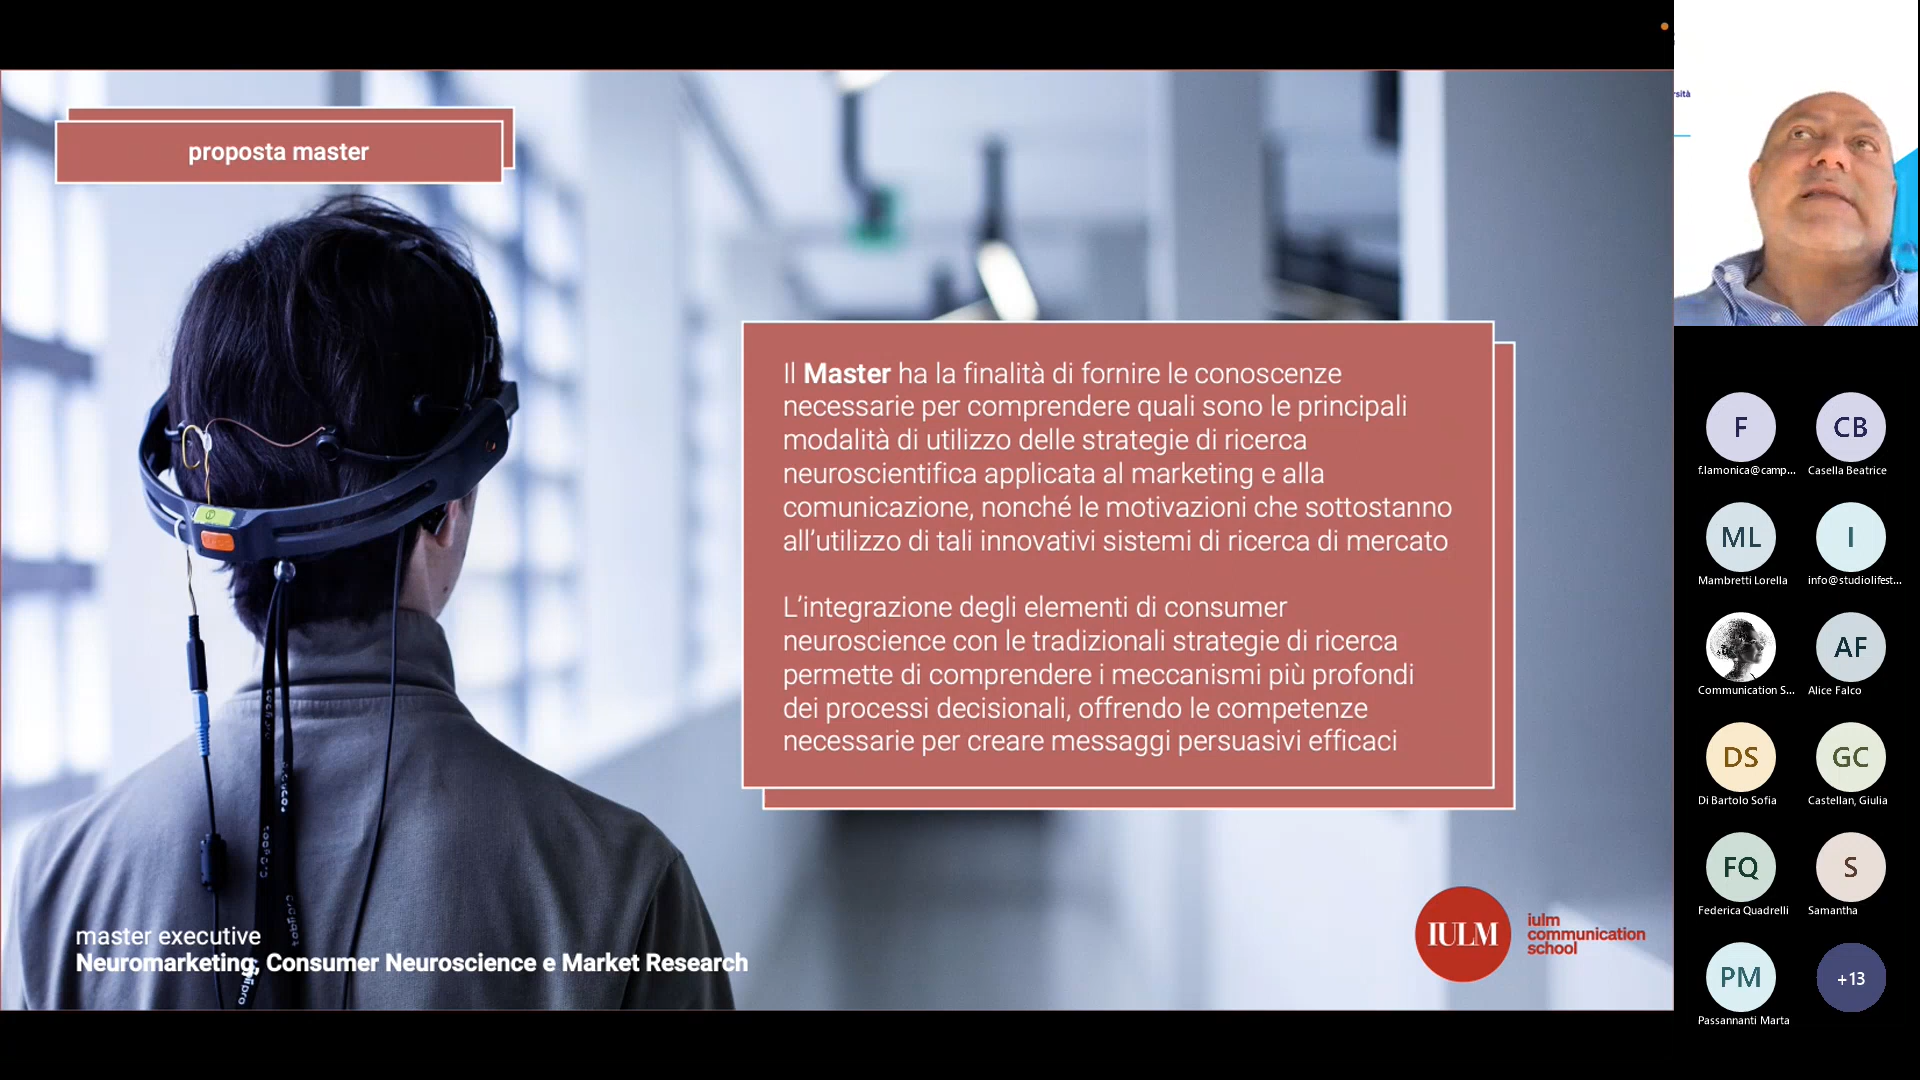 proposta master
Il Master ha la finalità di fornire le conoscenze
necessarie per comprendere quali sono le principali
modalità di utilizzo delle strategie di ricerca
neuroscientifica applicata al marketing e alla
comunicazione, nonché le motivazioni che sottostanno
all’utilizzo di tali innovativi sistemi di ricerca di mercato
L’integrazione degli elementi di consumer
neuroscience con le tradizionali strategie di ricerca
permette di comprendere i meccanismi più profondi
dei processi decisionali, offrendo le competenze
necessarie per creare messaggi persuasivi efficaci
master executive
Neuromarketing, Consumer Neuroscience e Market Research
IULM
iulm
communication
school
rsità
F
f.lamonica@camp...
CB
Casella Beatrice
ML
Mambretti Lorella
I
info@studiolifest...
Communication S...
AF
Alice Falco
DS
Di Bartolo Sofia
GC
Castellan, Giulia
FQ
Federica Quadrelli
S
Samantha
PM
Passannanti Marta
+13